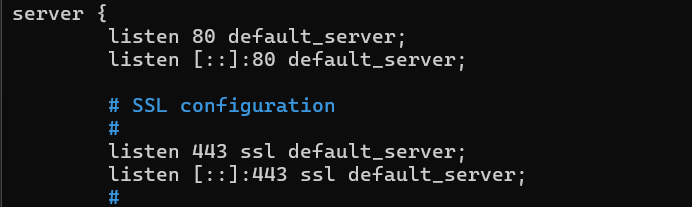 server {
listen 80 default_server;
listen [::]:80 default_server;
# SSL configuration
#
listen 443 ssl default_server;
listen [::]:443 ssl default_server;
#